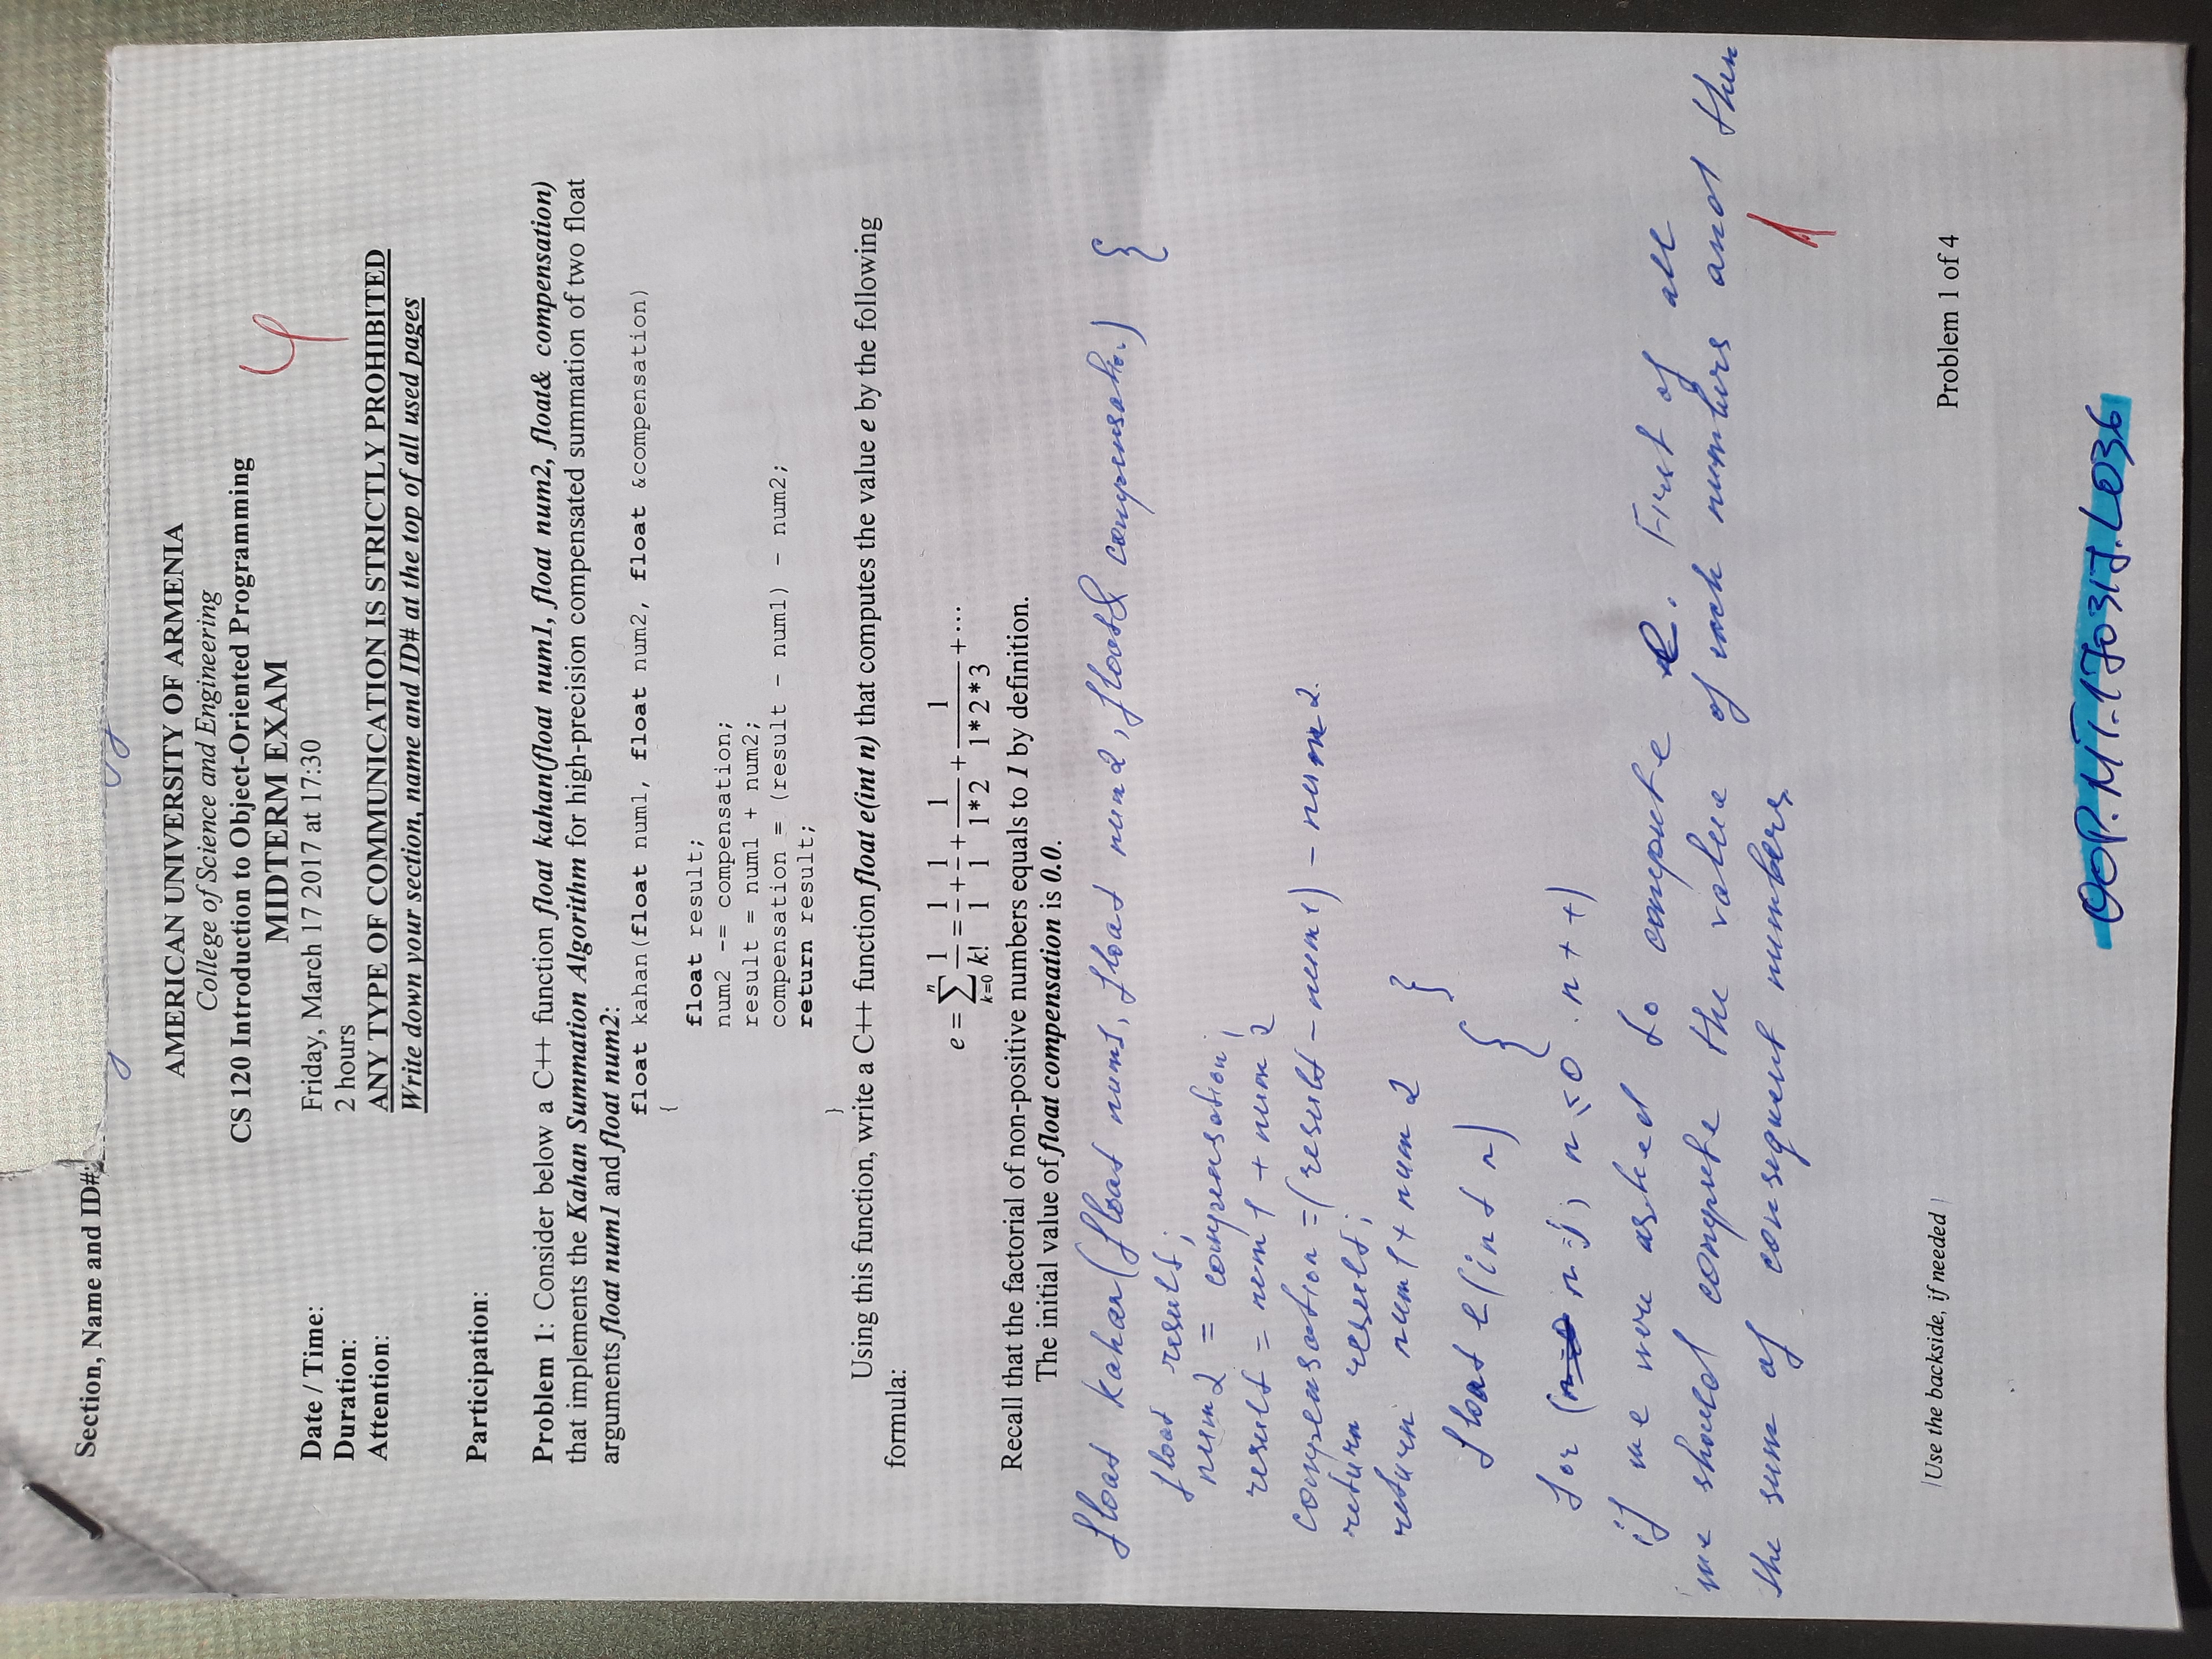 Section, Name and ID#:
AMERICAN UNIVERSITY OF ARMENIA
College of Science and Engineering
CS 120 Introduction to Object-Oriented Programming
MIDTERM EXAM
4
Date / Time: Friday, March 17 2017 at 17:30
Duration: 2 hours
Attention: ANY TYPE OF COMMUNICATION IS STRICTLY PROHIBITED
Write down your section, name and ID# at the top of all used pages
Participation:
Problem 1: Consider below a C++ function float kahan(float num1, float num2, float& compensation)
that implements the Kahan Summation Algorithm for high-precision compensated summation of two float
arguments float num1 and float num2:
float kahan(float num1, float num2, float &compensation)
{
float result;
num2 -= compensation;
result = num1 + num2;
compensation = (result - num1) - num2;
return result;
}
Using this function, write a C++ function float e(int n) that computes the value e by the following
formula:
e = ∑ₖ₌₀ⁿ 1/k! = 1/1 + 1/1 + 1/(1*2) + 1/(1*2*3) + ···
Recall that the factorial of non-positive numbers equals to 1 by definition.
The initial value of float compensation is 0.0.
float kahan(float num1, float num2, float& compensation) {
float result;
num2 = compensation;
result = num1 + num2
compensation = (result - num1) - num2.
return result;
return num1 + num2 }
float e(int n) {
for ( n=1; n ≤ 0 . n++)
if we were asked to compute e. First of all
we should compute the value of each numbers and then
the sum of consequent numbers
1
Use the backside, if needed
Problem 1 of 4
OOP.MT.170317.L036